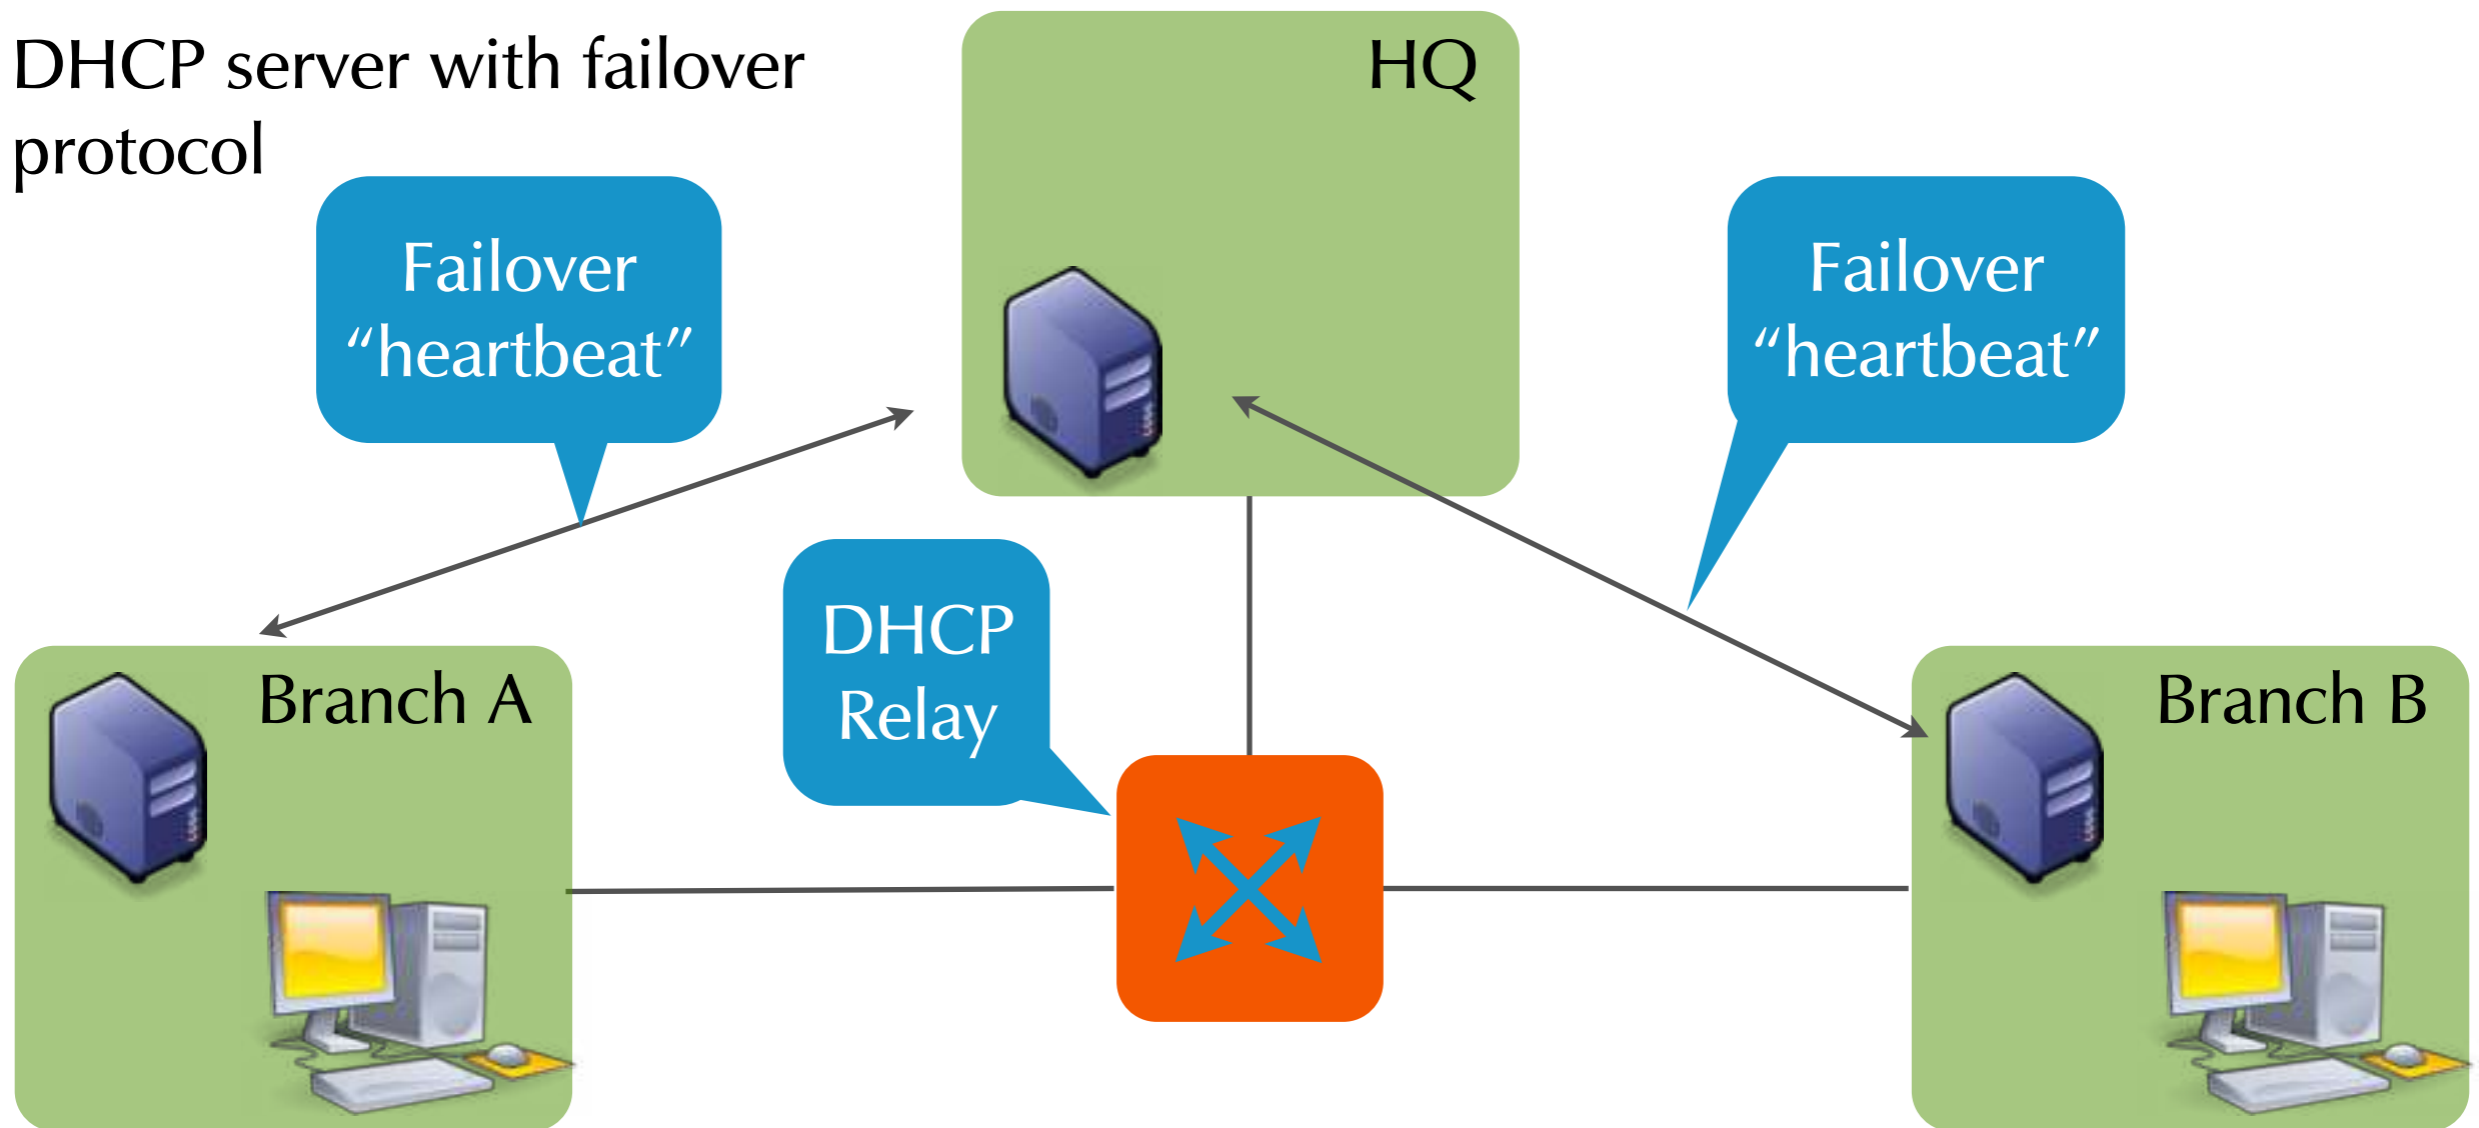 DHCP server with failover
protocol
HQ
Failover
“heartbeat”
Failover
“heartbeat”
DHCP
Relay
Branch A
Branch B